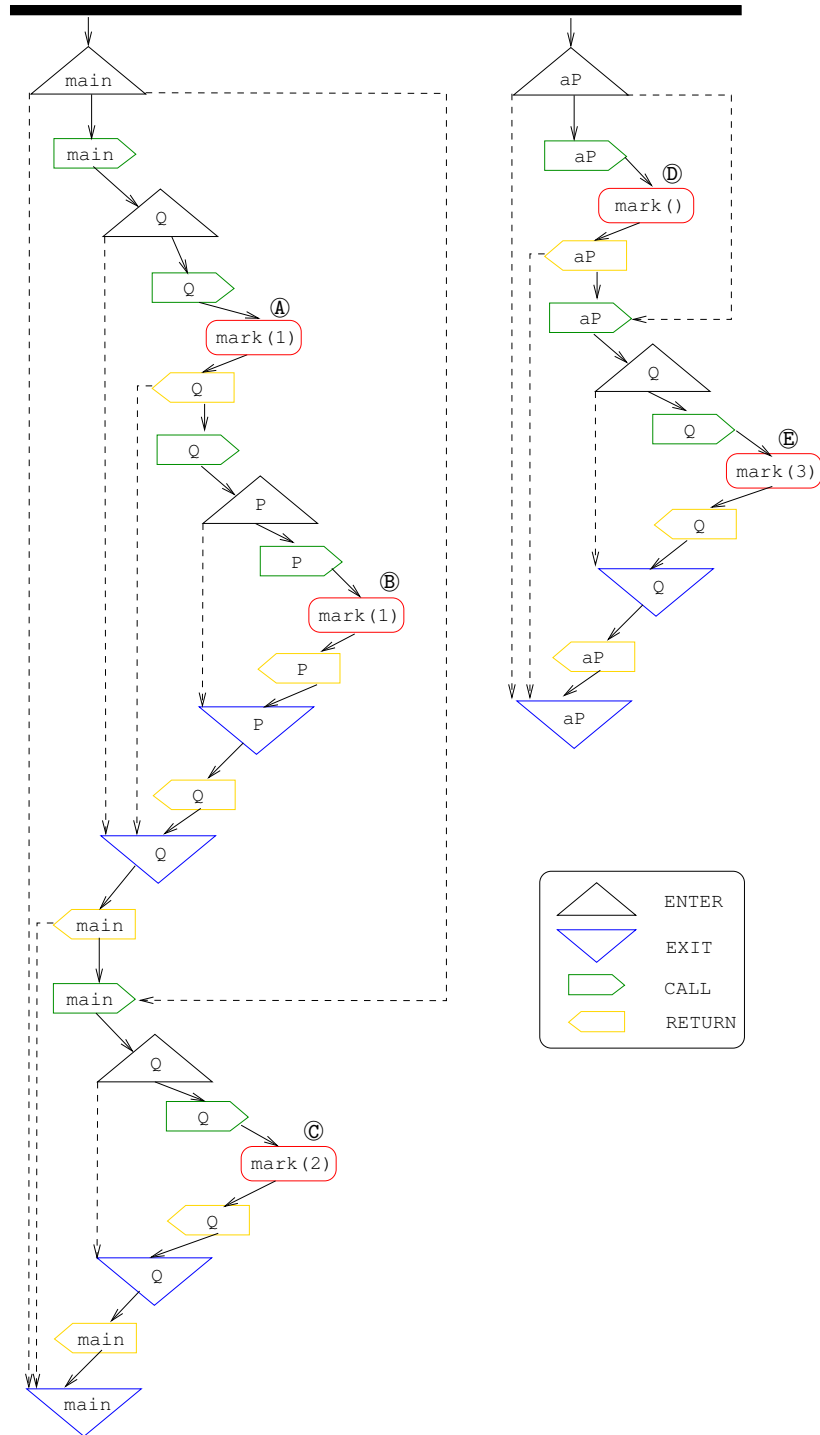 main
main
Q
Q
Ⓐ
mark(1)
Q
Q
P
P
Ⓑ
mark(1)
P
P
Q
Q
main
main
Q
Q
Ⓒ
mark(2)
Q
Q
main
main
aP
aP
Ⓓ
mark()
aP
aP
Q
Q
Ⓔ
mark(3)
Q
Q
aP
aP
ENTER
EXIT
CALL
RETURN